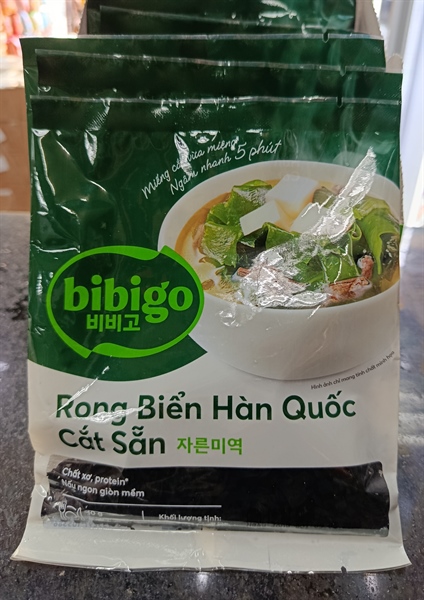 Miếng cắt vừa miệng
Ngâm nhanh 5 phút
bibigo
비비고
Hình ảnh chỉ mang tính chất minh họa
Rong Biển Hàn Quốc
Cắt Sẵn 자른미역
Chất xơ, protein*
Nấu ngon giòn mềm
Khối lượng tịnh: